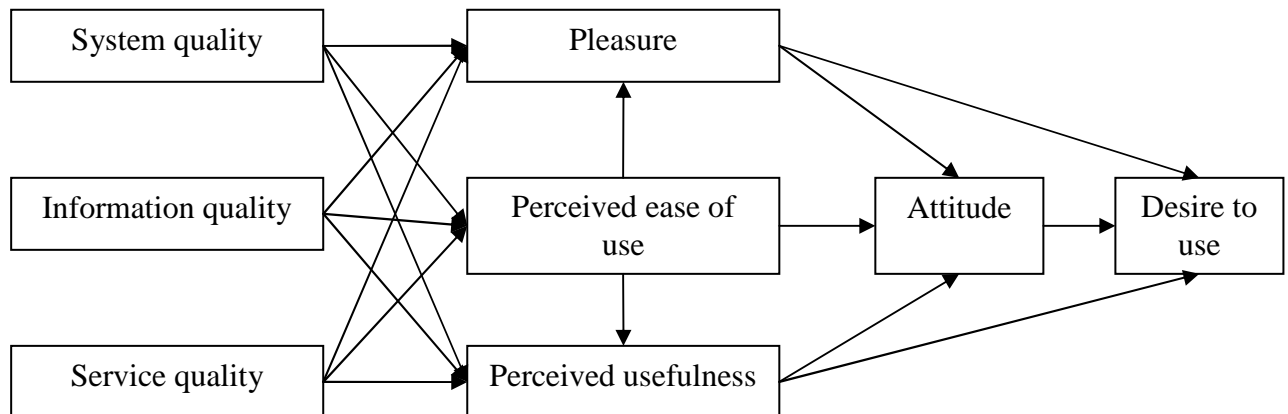 System quality
Pleasure
Information quality
Perceived ease of
use
Attitude
Desire to
use
Service quality
Perceived usefulness